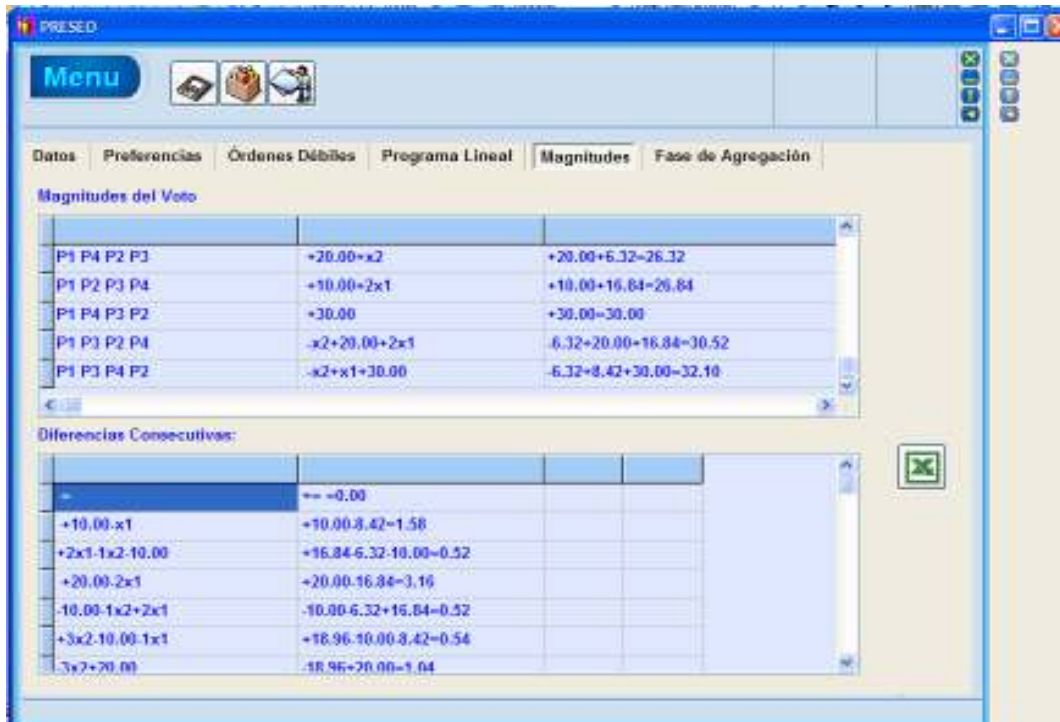 PRESED
Menu
Datos Preferencias Órdenes Débiles Programa Lineal Magnitudes Fase de Agregación
Magnitudes del Voto
P1 P4 P2 P3 +20.00+x2 +20.00+6.32=26.32
P1 P2 P3 P4 +10.00+2x1 +10.00+16.84=26.84
P1 P4 P3 P2 +30.00 +30.00=30.00
P1 P3 P2 P4 -x2+20.00+2x1 -6.32+20.00+16.84=30.52
P1 P3 P4 P2 -x2+x1+30.00 -6.32+8.42+30.00=32.10
Diferencias Consecutivas:
= +- =0.00
+10.00-x1 +10.00-8.42=1.58
+2x1-1x2-10.00 +16.84-6.32-10.00=0.52
+20.00-2x1 +20.00-16.84=3.16
-10.00-1x2+2x1 -10.00-6.32+16.84=0.52
+3x2-10.00-1x1 +18.96-10.00-8.42=0.54
-3x2+20.00 -18.96+20.00=1.04